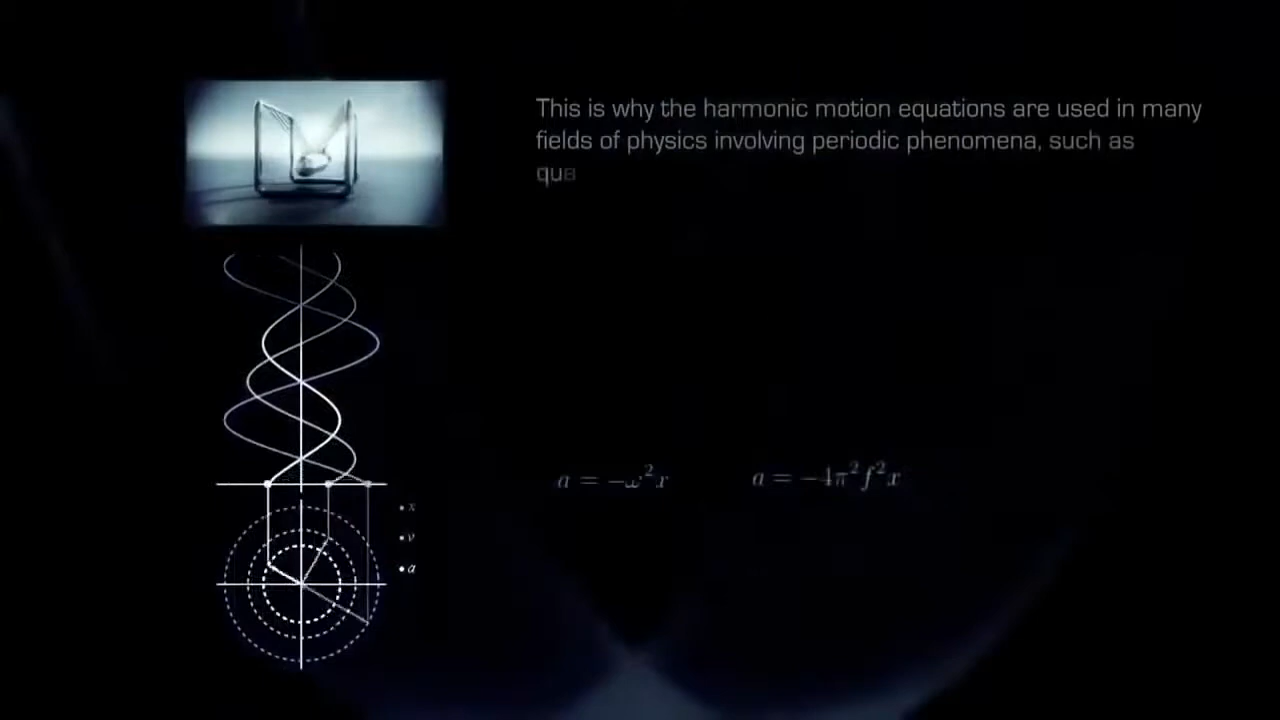 This is why the harmonic motion equations are used in many
fields of physics involving periodic phenomena, such as
qua
a = −ω²x
a = −4π²f²x
• x
• v
• a